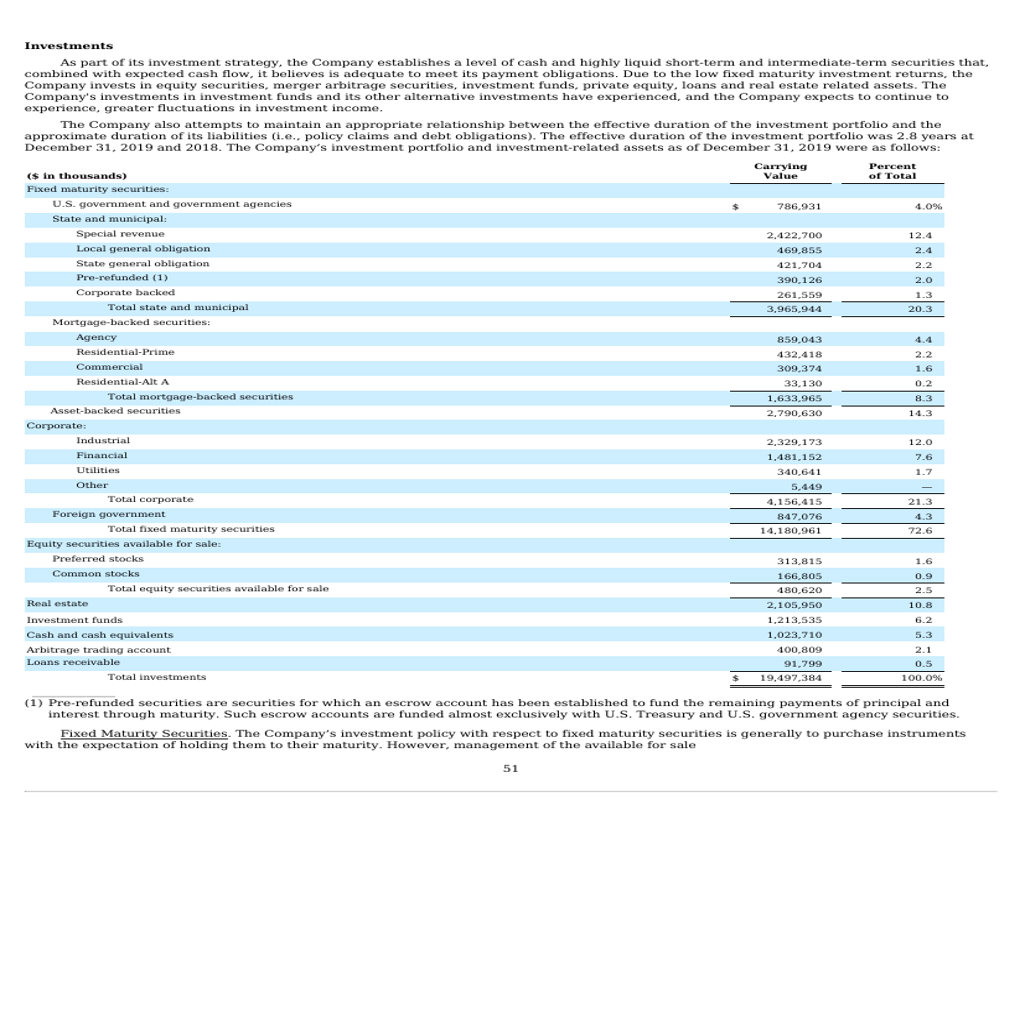 Investments
As part of its investment strategy, the Company establishes a level of cash and highly liquid short-term and intermediate-term securities that,
combined with expected cash flow, it believes is adequate to meet its payment obligations. Due to the low fixed maturity investment returns, the
Company invests in equity securities, merger arbitrage securities, investment funds, private equity, loans and real estate related assets. The
Company's investments in investment funds and its other alternative investments have experienced, and the Company expects to continue to
experience, greater fluctuations in investment income.
The Company also attempts to maintain an appropriate relationship between the effective duration of the investment portfolio and the
approximate duration of its liabilities (i.e., policy claims and debt obligations). The effective duration of the investment portfolio was 2.8 years at
December 31, 2019 and 2018. The Company's investment portfolio and investment-related assets as of December 31, 2019 were as follows:
($ in thousands) Carrying Value Percent of Total
Fixed maturity securities:
U.S. government and government agencies $ 786,931 4.0%
State and municipal:
Special revenue 2,422,700 12.4
Local general obligation 469,855 2.4
State general obligation 421,704 2.2
Pre-refunded (1) 390,126 2.0
Corporate backed 261,559 1.3
Total state and municipal 3,965,944 20.3
Mortgage-backed securities:
Agency 859,043 4.4
Residential-Prime 432,418 2.2
Commercial 309,374 1.6
Residential-Alt A 33,130 0.2
Total mortgage-backed securities 1,633,965 8.3
Asset-backed securities 2,790,630 14.3
Corporate:
Industrial 2,329,173 12.0
Financial 1,481,152 7.6
Utilities 340,641 1.7
Other 5,449 —
Total corporate 4,156,415 21.3
Foreign government 847,076 4.3
Total fixed maturity securities 14,180,961 72.6
Equity securities available for sale:
Preferred stocks 313,815 1.6
Common stocks 166,805 0.9
Total equity securities available for sale 480,620 2.5
Real estate 2,105,950 10.8
Investment funds 1,213,535 6.2
Cash and cash equivalents 1,023,710 5.3
Arbitrage trading account 400,809 2.1
Loans receivable 91,799 0.5
Total investments $ 19,497,384 100.0%
(1) Pre-refunded securities are securities for which an escrow account has been established to fund the remaining payments of principal and
interest through maturity. Such escrow accounts are funded almost exclusively with U.S. Treasury and U.S. government agency securities.
Fixed Maturity Securities. The Company's investment policy with respect to fixed maturity securities is generally to purchase instruments
with the expectation of holding them to their maturity. However, management of the available for sale
51